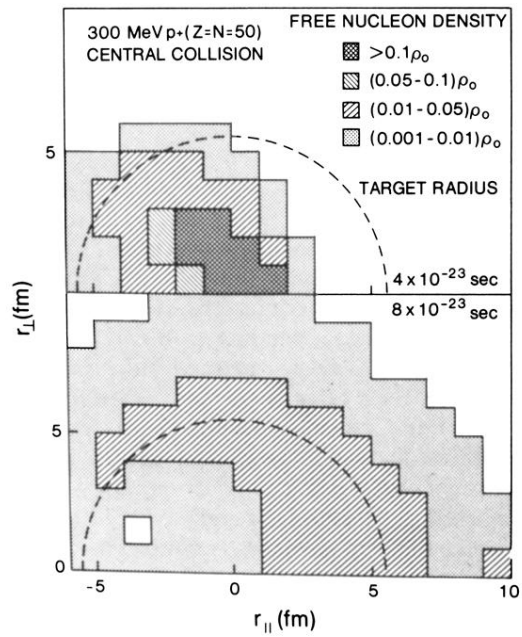 300 MeV p+(Z=N=50)
CENTRAL COLLISION
FREE NUCLEON DENSITY
>0.1ρ₀
(0.05-0.1)ρ₀
(0.01-0.05)ρ₀
(0.001-0.01)ρ₀
TARGET RADIUS
5
4 x 10⁻²³ sec
8 x 10⁻²³ sec
r⊥(fm)
5
0
-5 0 5 10
r∥(fm)